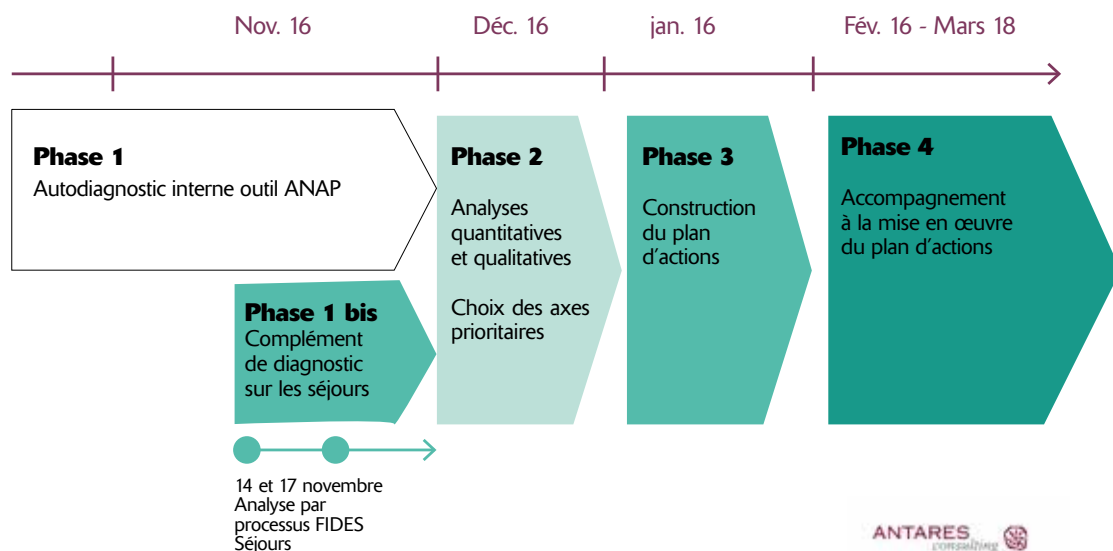 Nov. 16
Déc. 16
jan. 16
Fév. 16 - Mars 18
Phase 1
Autodiagnostic interne outil ANAP
Phase 1 bis
Complément
de diagnostic
sur les séjours
14 et 17 novembre
Analyse par
processus FIDES
Séjours
Phase 2
Analyses
quantitatives
et qualitatives
Choix des axes
prioritaires
Phase 3
Construction
du plan
d'actions
Phase 4
Accompagnement
à la mise en œuvre
du plan d'actions
ANTARES
consulting